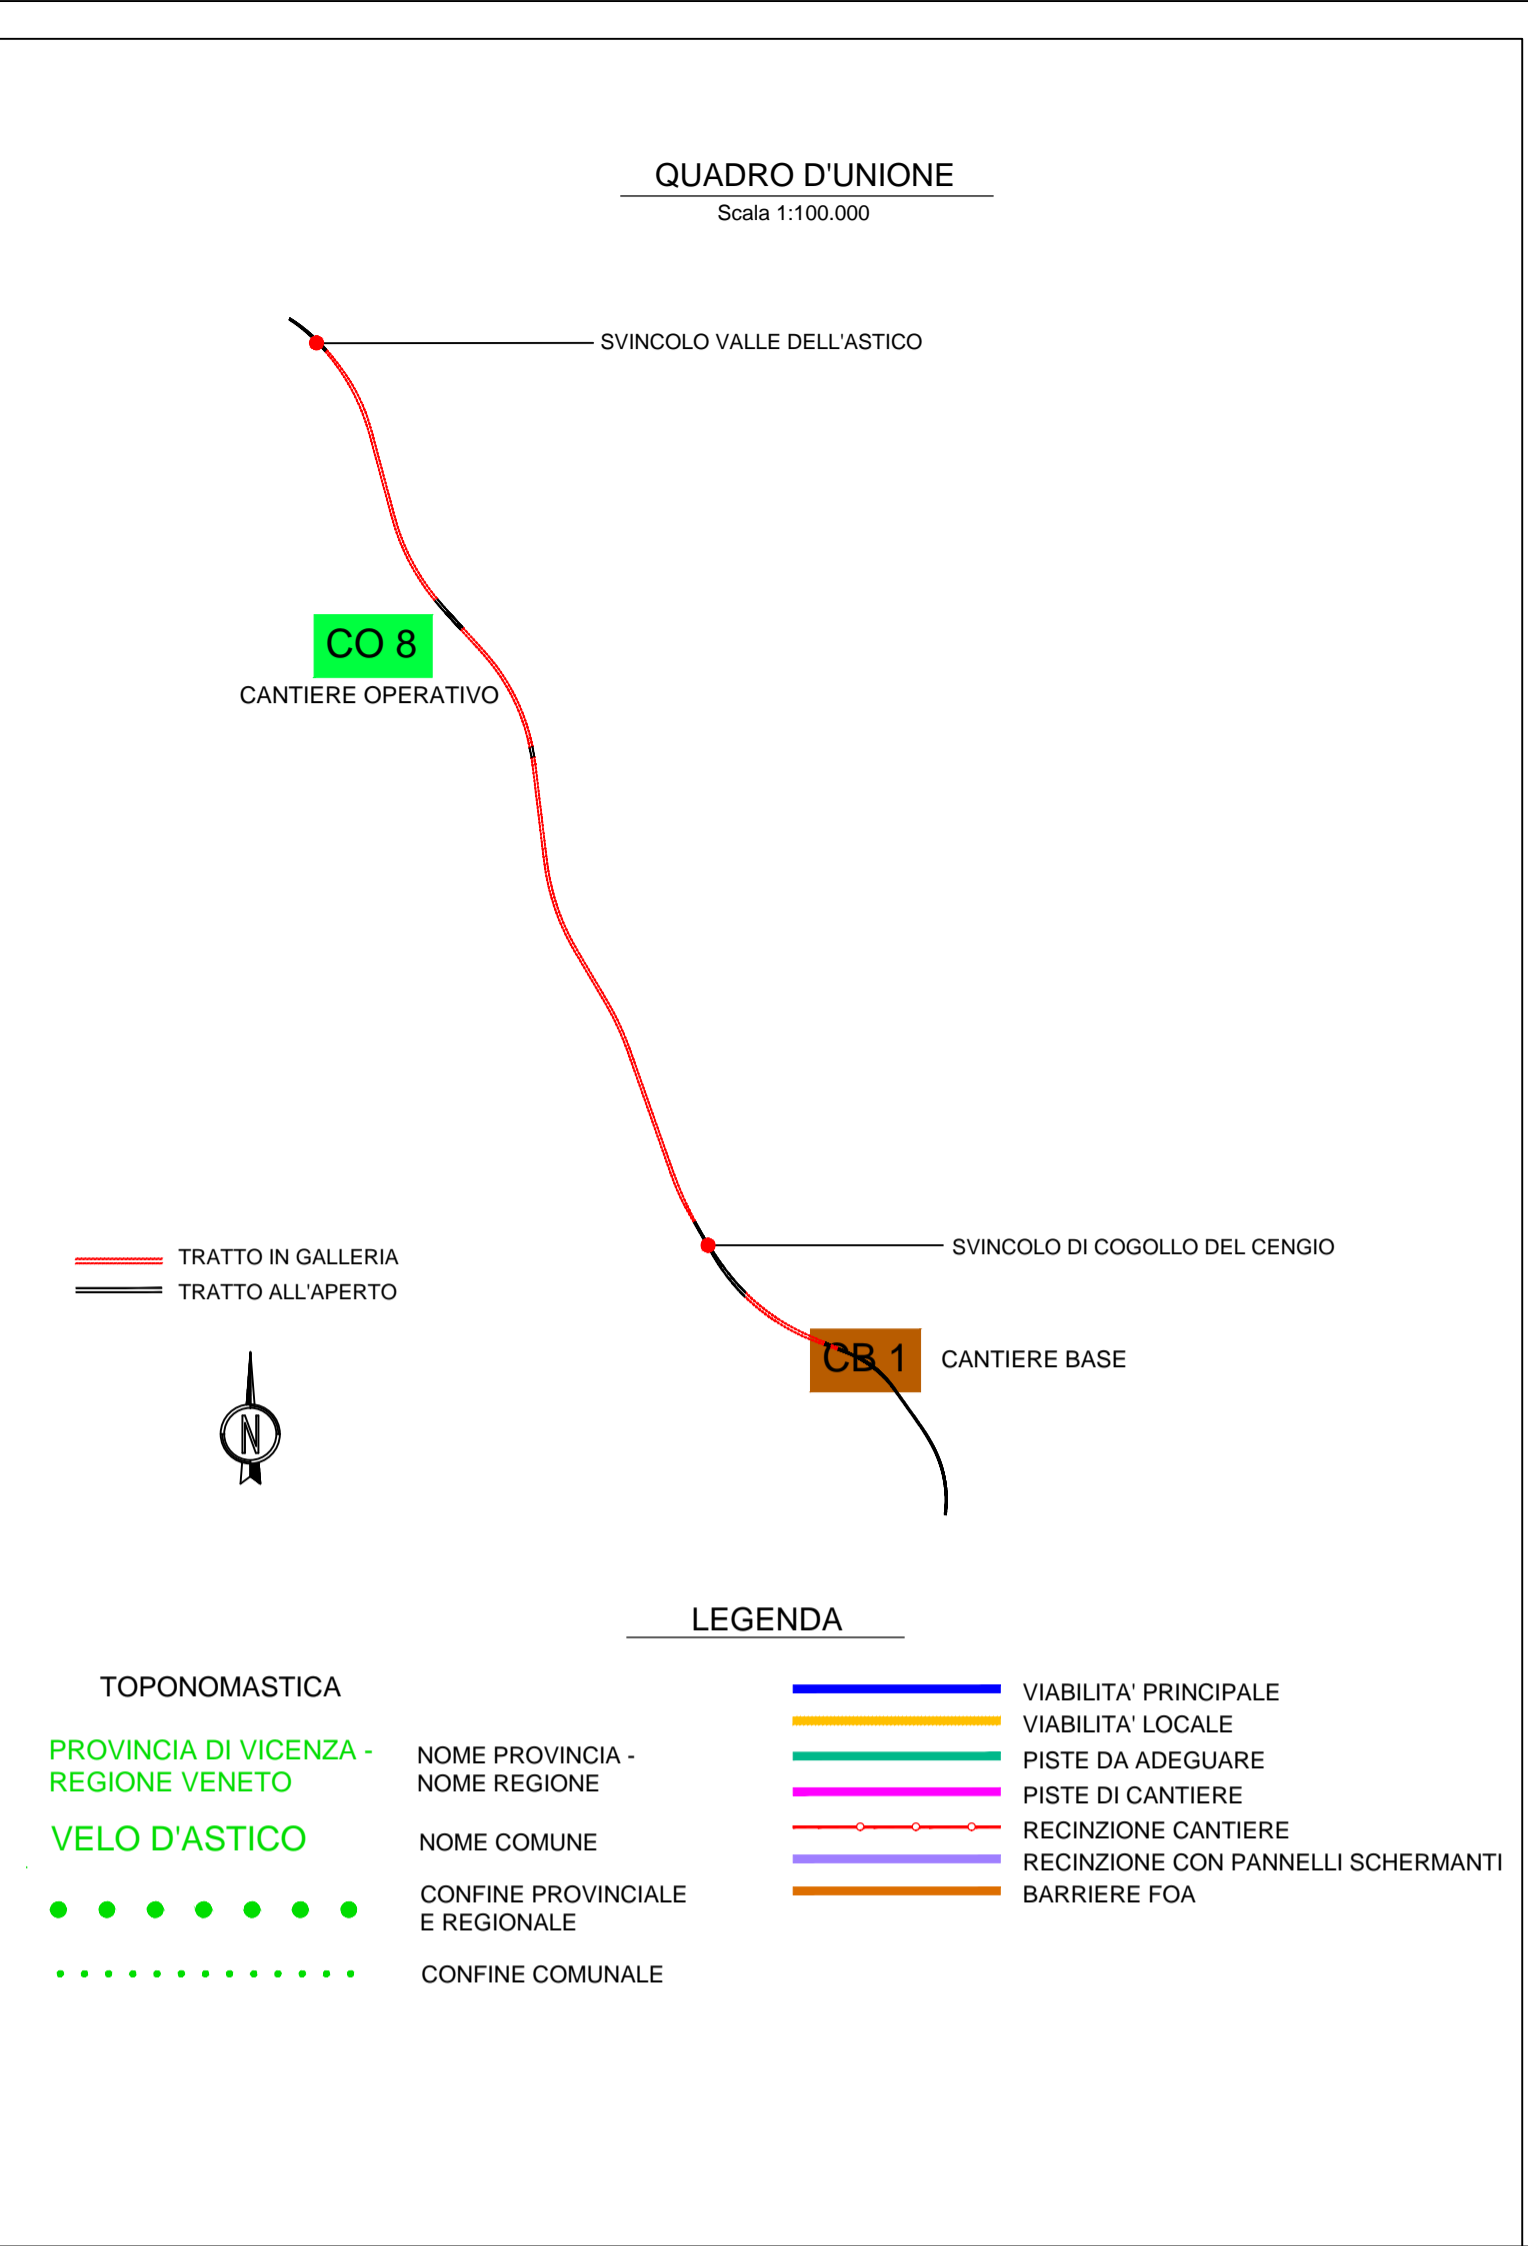 QUADRO D'UNIONE
Scala 1:100.000
SVINCOLO VALLE DELL'ASTICO
CO 8
CANTIERE OPERATIVO
SVINCOLO DI COGOLLO DEL CENGIO
TRATTO IN GALLERIA
TRATTO ALL'APERTO
CB 1
CANTIERE BASE
N
LEGENDA
TOPONOMASTICA
PROVINCIA DI VICENZA -
REGIONE VENETO
NOME PROVINCIA -
NOME REGIONE
VELO D'ASTICO
NOME COMUNE
CONFINE PROVINCIALE
E REGIONALE
CONFINE COMUNALE
VIABILITA' PRINCIPALE
VIABILITA' LOCALE
PISTE DA ADEGUARE
PISTE DI CANTIERE
RECINZIONE CANTIERE
RECINZIONE CON PANNELLI SCHERMANTI
BARRIERE FOA